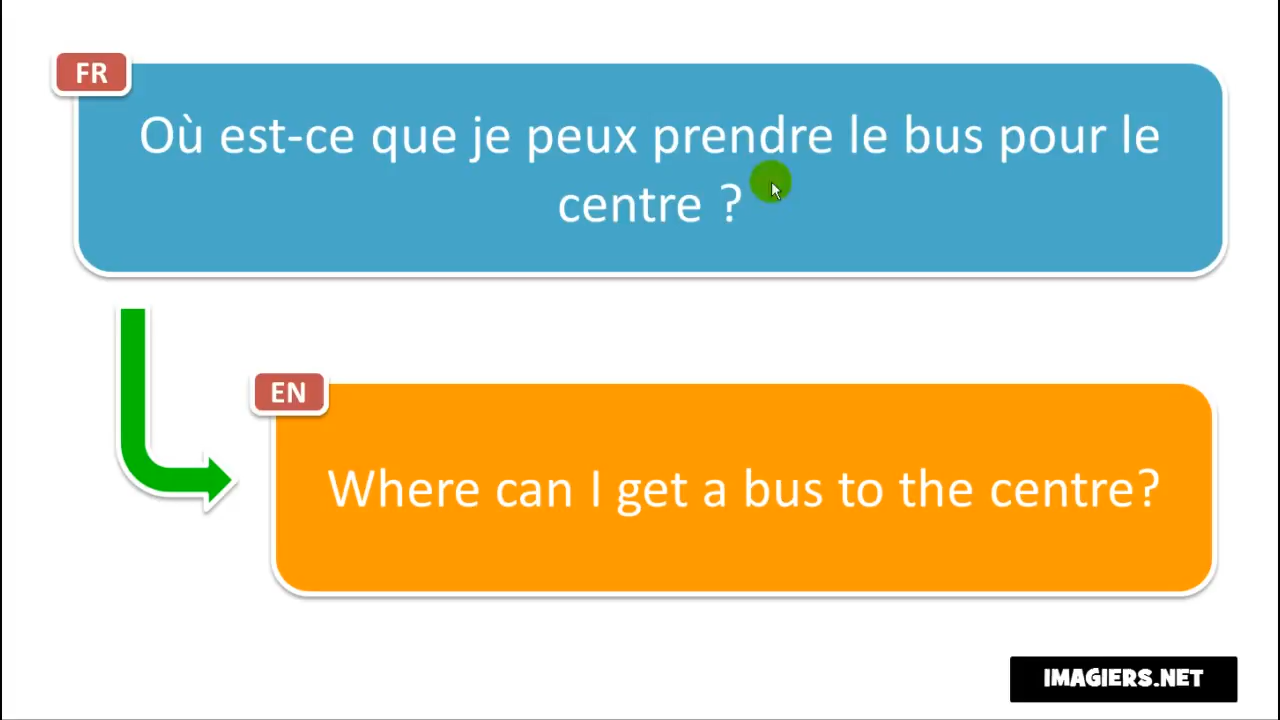 FR
Où est-ce que je peux prendre le bus pour le
centre ?
EN
Where can I get a bus to the centre?
IMAGIERS.NET